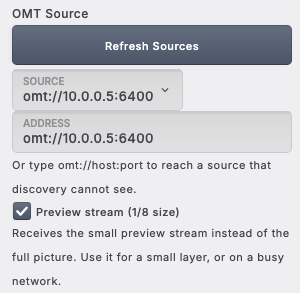 OMT Source
Refresh Sources
SOURCE
omt://10.0.0.5:6400
ADDRESS
omt://10.0.0.5:6400
Or type omt://host:port to reach a source that
discovery cannot see.
Preview stream (1/8 size)
Receives the small preview stream instead of the
full picture. Use it for a small layer, or on a busy
network.